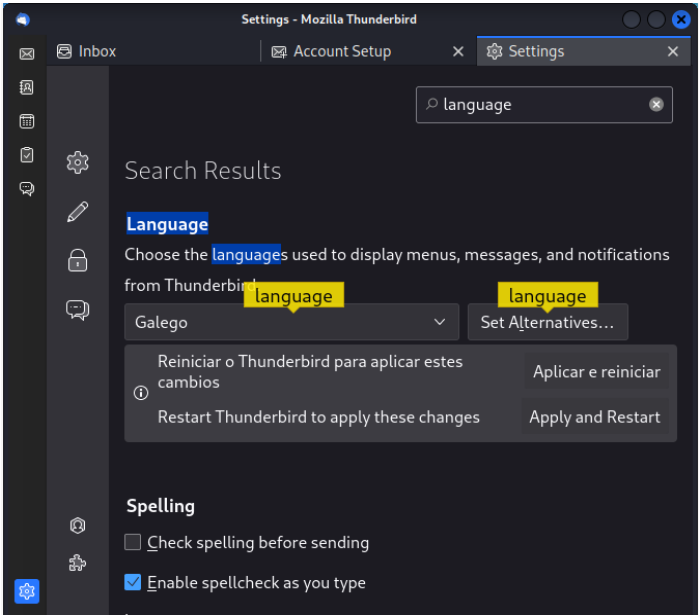 Settings - Mozilla Thunderbird
Inbox
Account Setup
Settings
language
Search Results
Language
Choose the languages used to display menus, messages, and notifications
from Thunderbird.
language
language
Galego
Set Alternatives...
Reiniciar o Thunderbird para aplicar estes
cambios
Aplicar e reiniciar
Restart Thunderbird to apply these changes
Apply and Restart
Spelling
Check spelling before sending
Enable spellcheck as you type